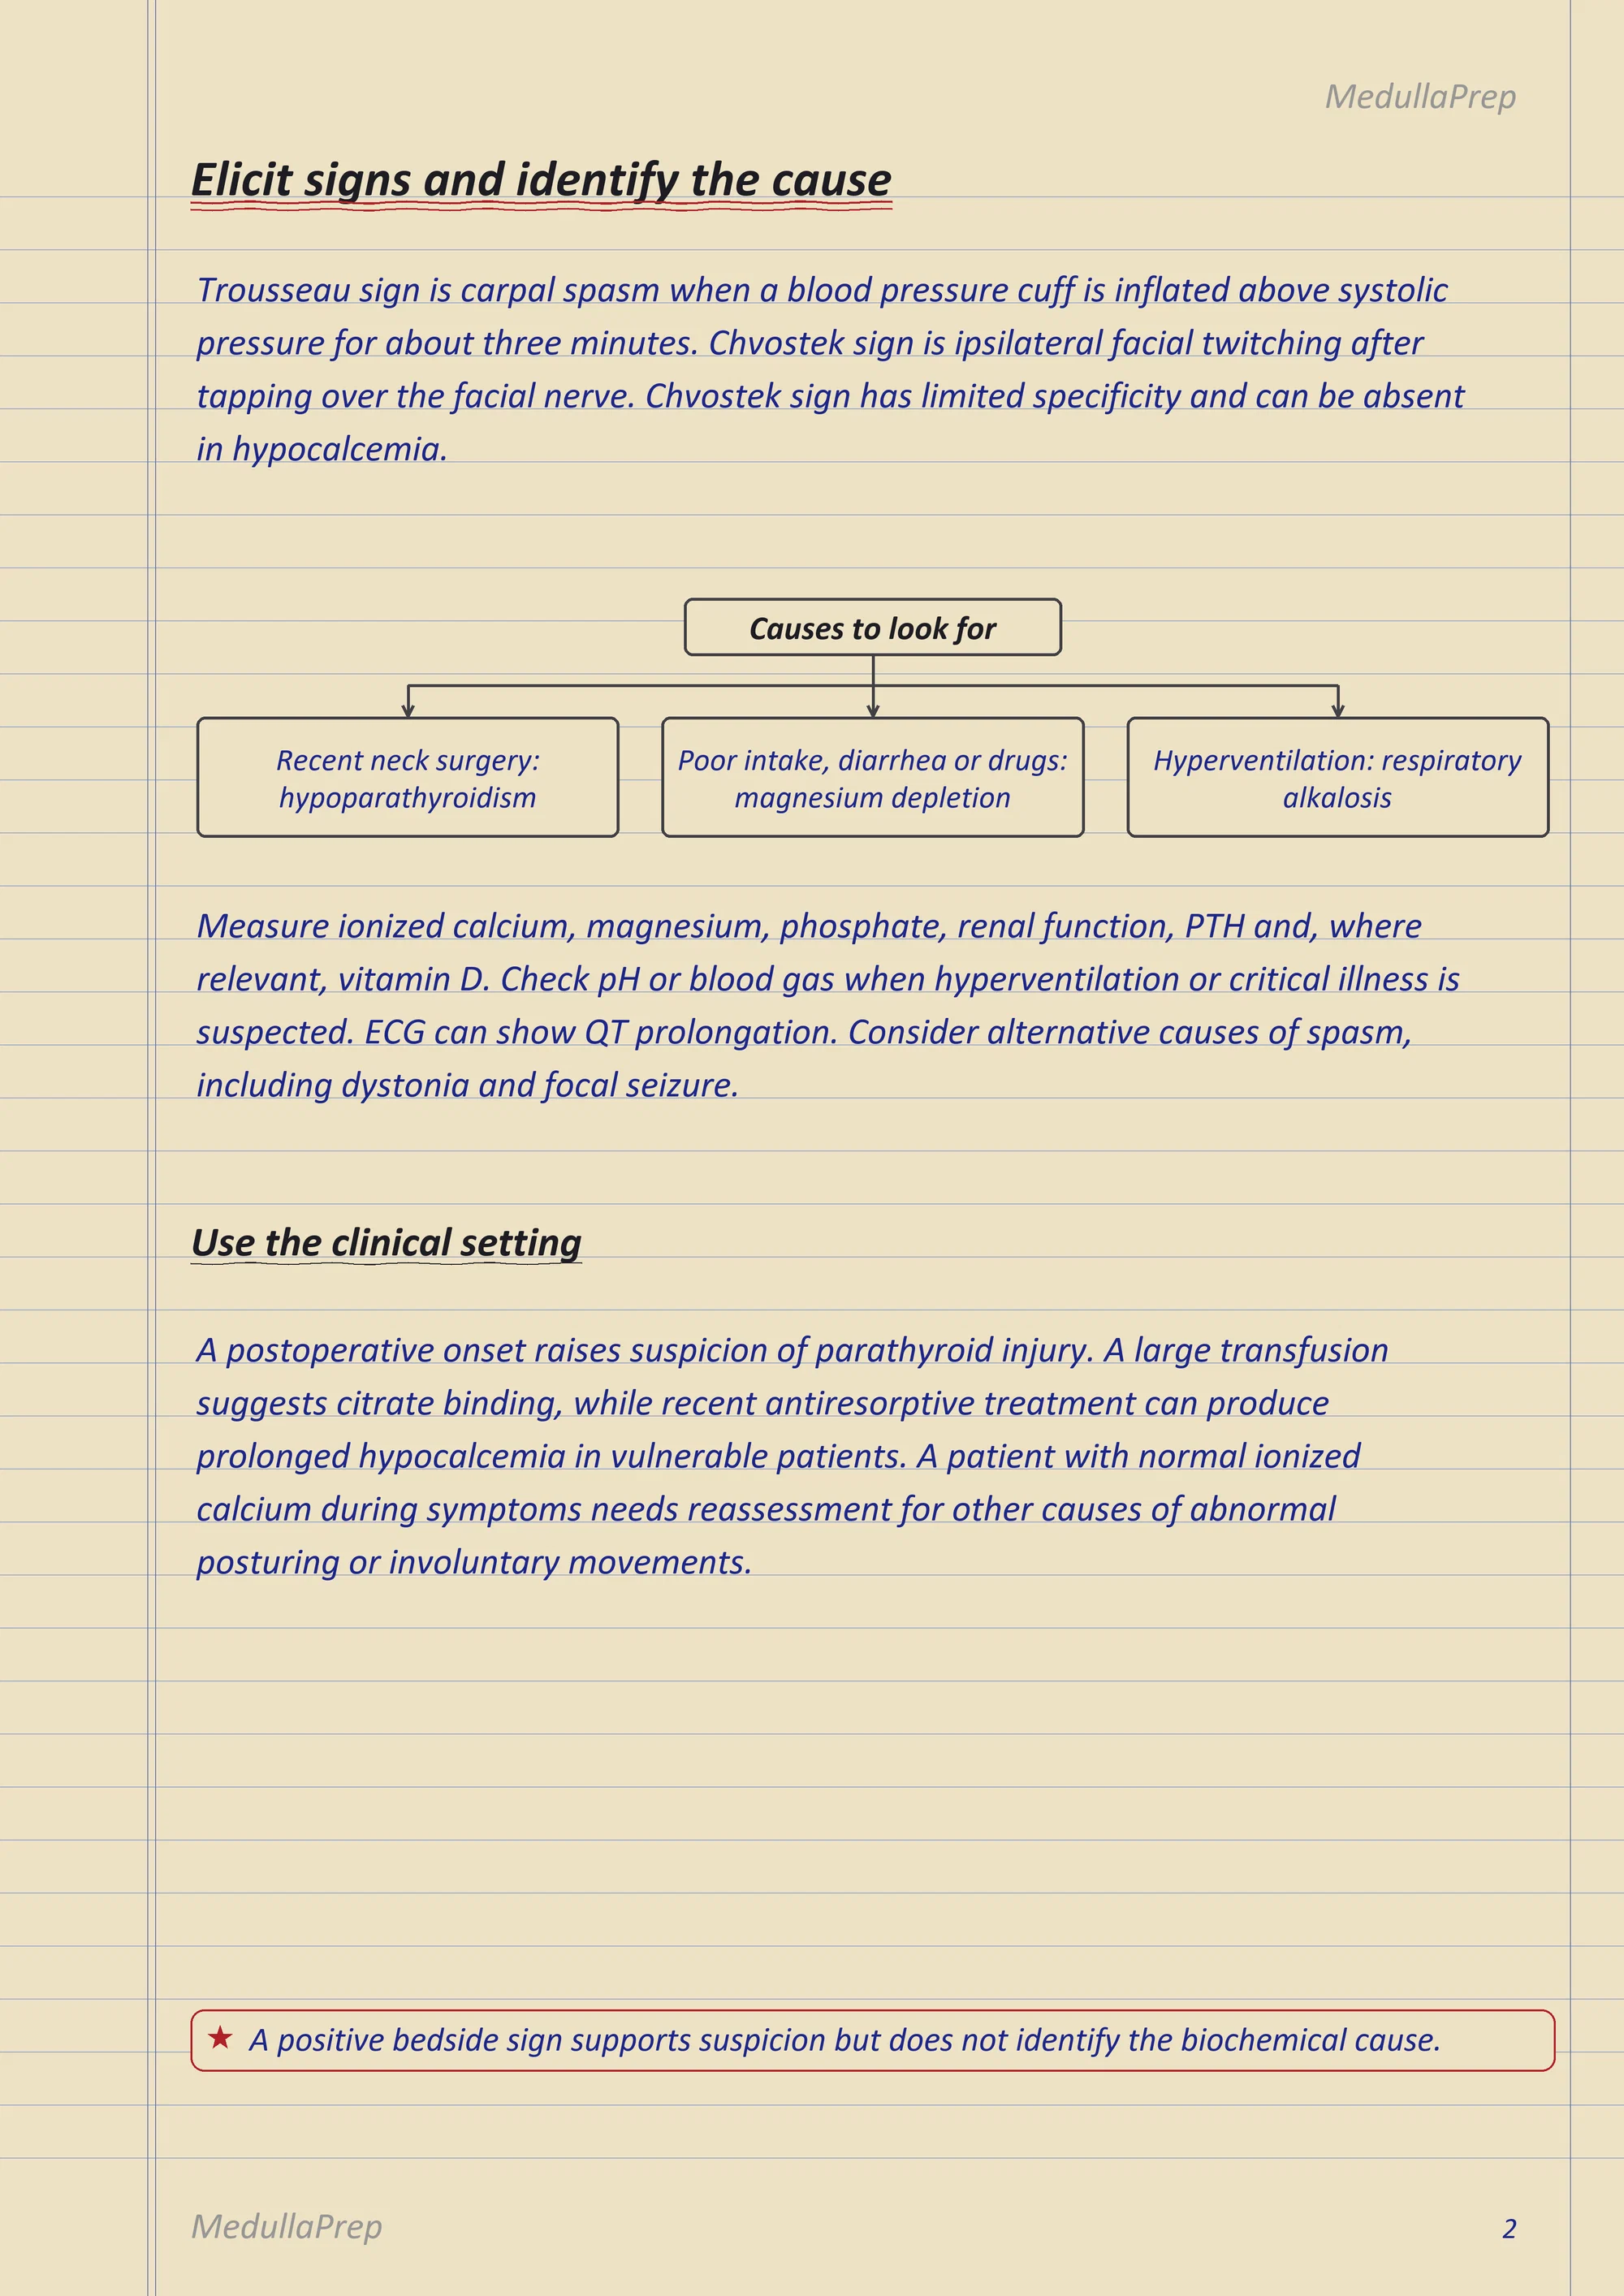 MedullaPrep
Elicit signs and identify the cause
Trousseau sign is carpal spasm when a blood pressure cuff is inflated above systolic
pressure for about three minutes. Chvostek sign is ipsilateral facial twitching after
tapping over the facial nerve. Chvostek sign has limited specificity and can be absent
in hypocalcemia.
Causes to look for
Recent neck surgery:
hypoparathyroidism
Poor intake, diarrhea or drugs:
magnesium depletion
Hyperventilation: respiratory
alkalosis
Measure ionized calcium, magnesium, phosphate, renal function, PTH and, where
relevant, vitamin D. Check pH or blood gas when hyperventilation or critical illness is
suspected. ECG can show QT prolongation. Consider alternative causes of spasm,
including dystonia and focal seizure.
Use the clinical setting
A postoperative onset raises suspicion of parathyroid injury. A large transfusion
suggests citrate binding, while recent antiresorptive treatment can produce
prolonged hypocalcemia in vulnerable patients. A patient with normal ionized
calcium during symptoms needs reassessment for other causes of abnormal
posturing or involuntary movements.
★ A positive bedside sign supports suspicion but does not identify the biochemical cause.
MedullaPrep
2